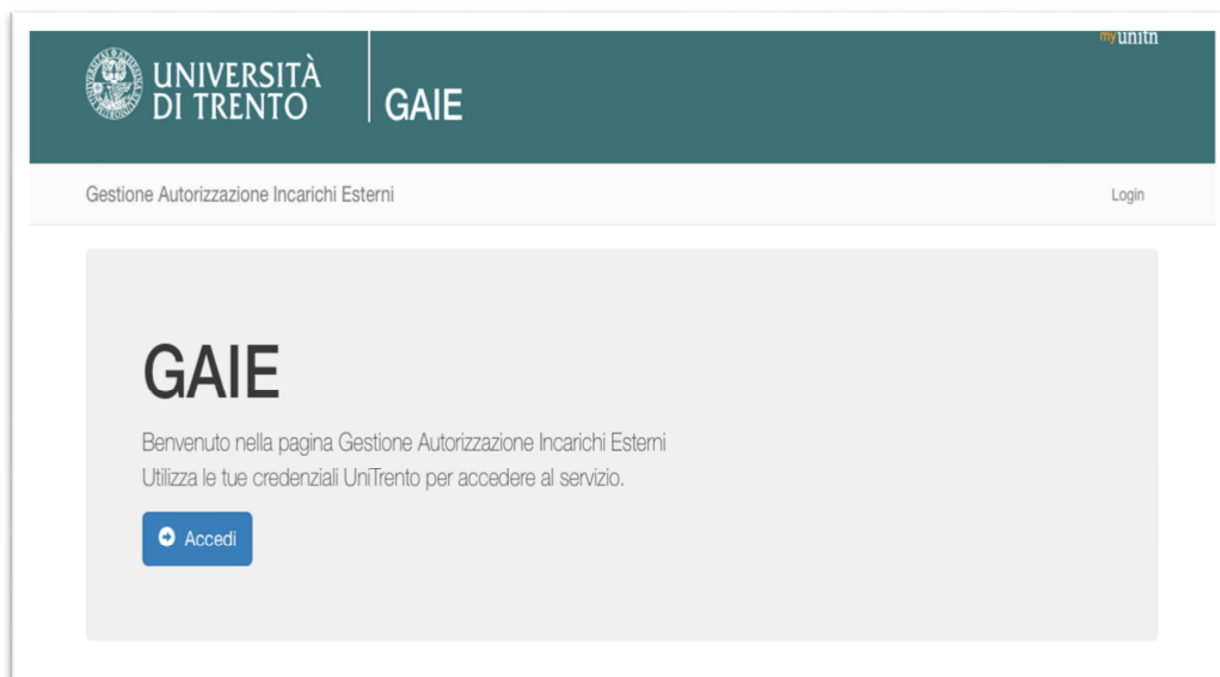 myunitn
UNIVERSITÀ
DI TRENTO
GAIE
Gestione Autorizzazione Incarichi Esterni
Login
GAIE
Benvenuto nella pagina Gestione Autorizzazione Incarichi Esterni
Utilizza le tue credenziali UniTrento per accedere al servizio.
Accedi